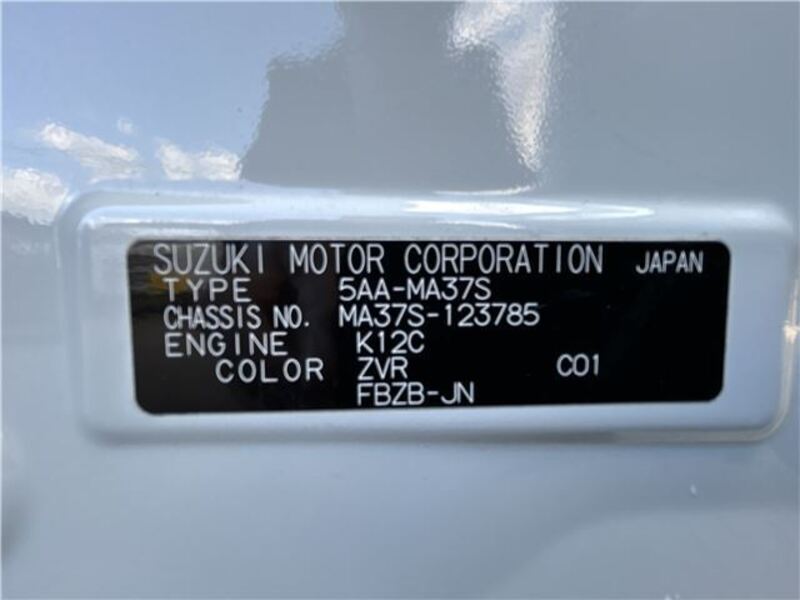 SUZUKI MOTOR CORPORATION JAPAN
TYPE 5AA-MA37S
CHASSIS NO. MA37S-123785
ENGINE K12C
COLOR ZVR C01
FBZB-JN